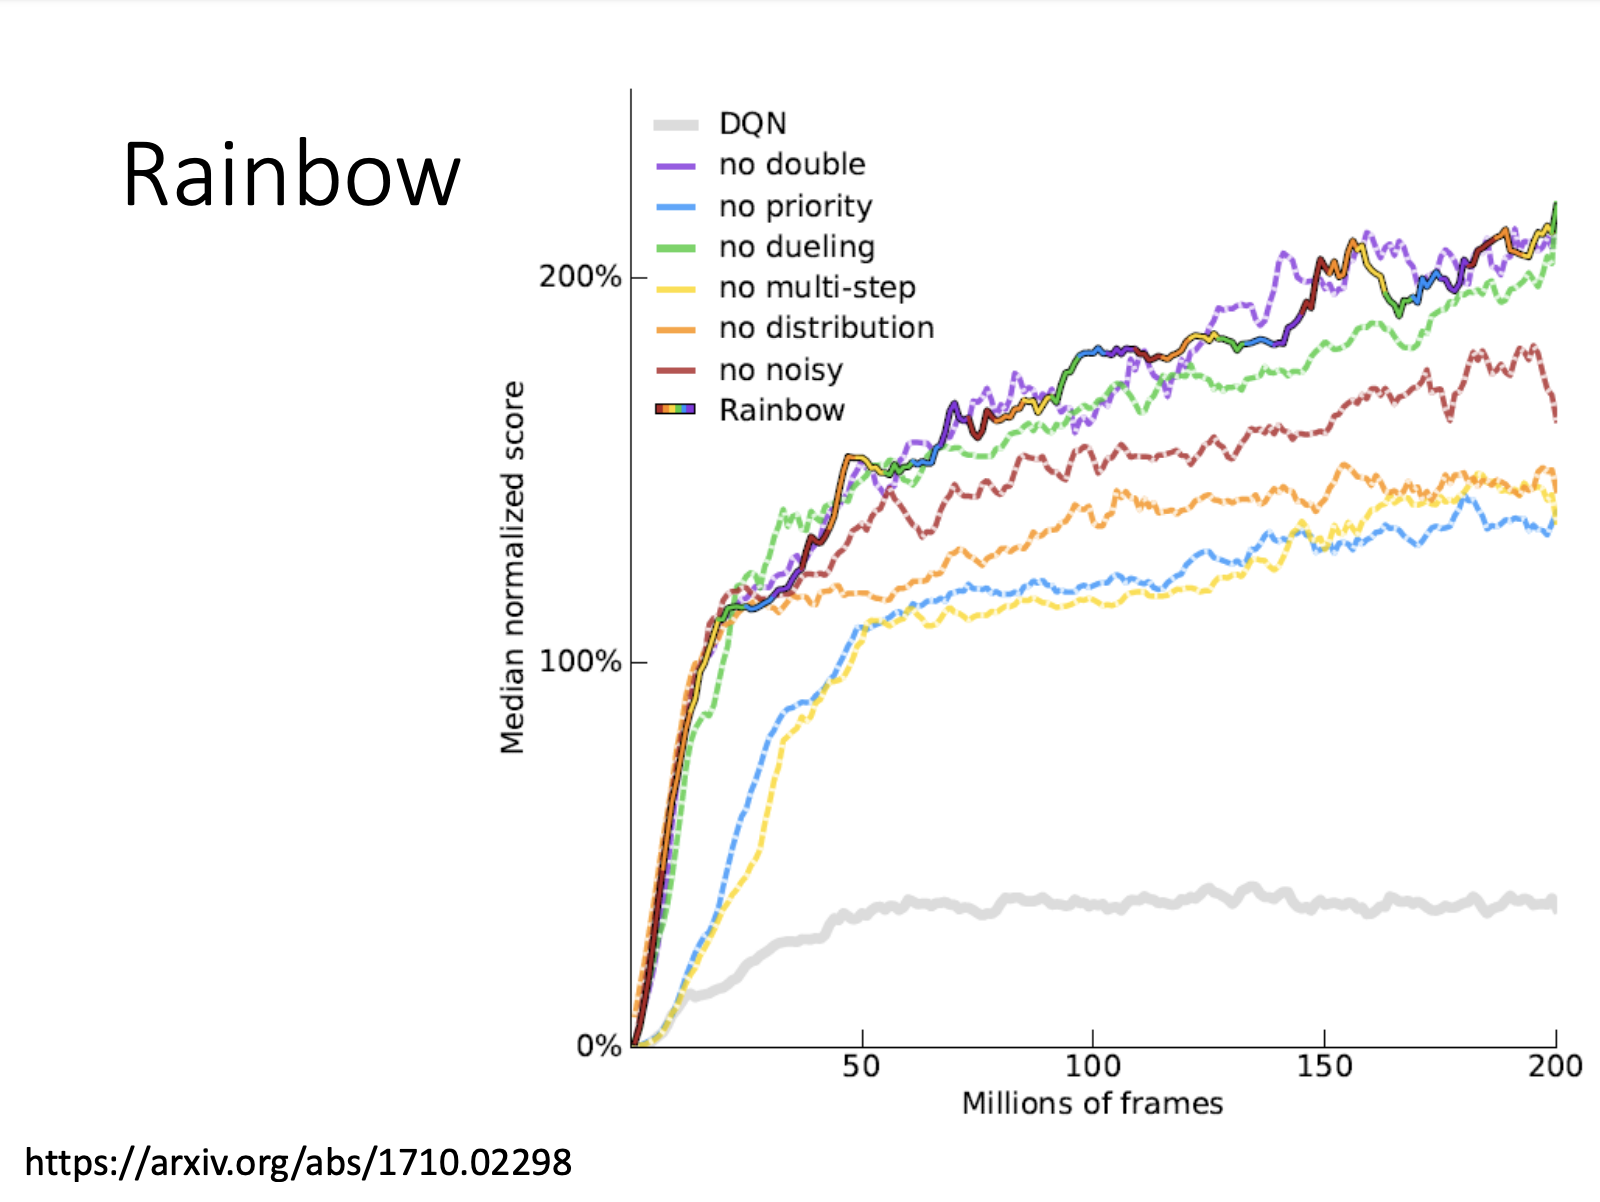 Rainbow
DQN
no double
no priority
no dueling
no multi-step
no distribution
no noisy
Rainbow
Median normalized score
200%
100%
0%
50
100
150
200
Millions of frames
https://arxiv.org/abs/1710.02298